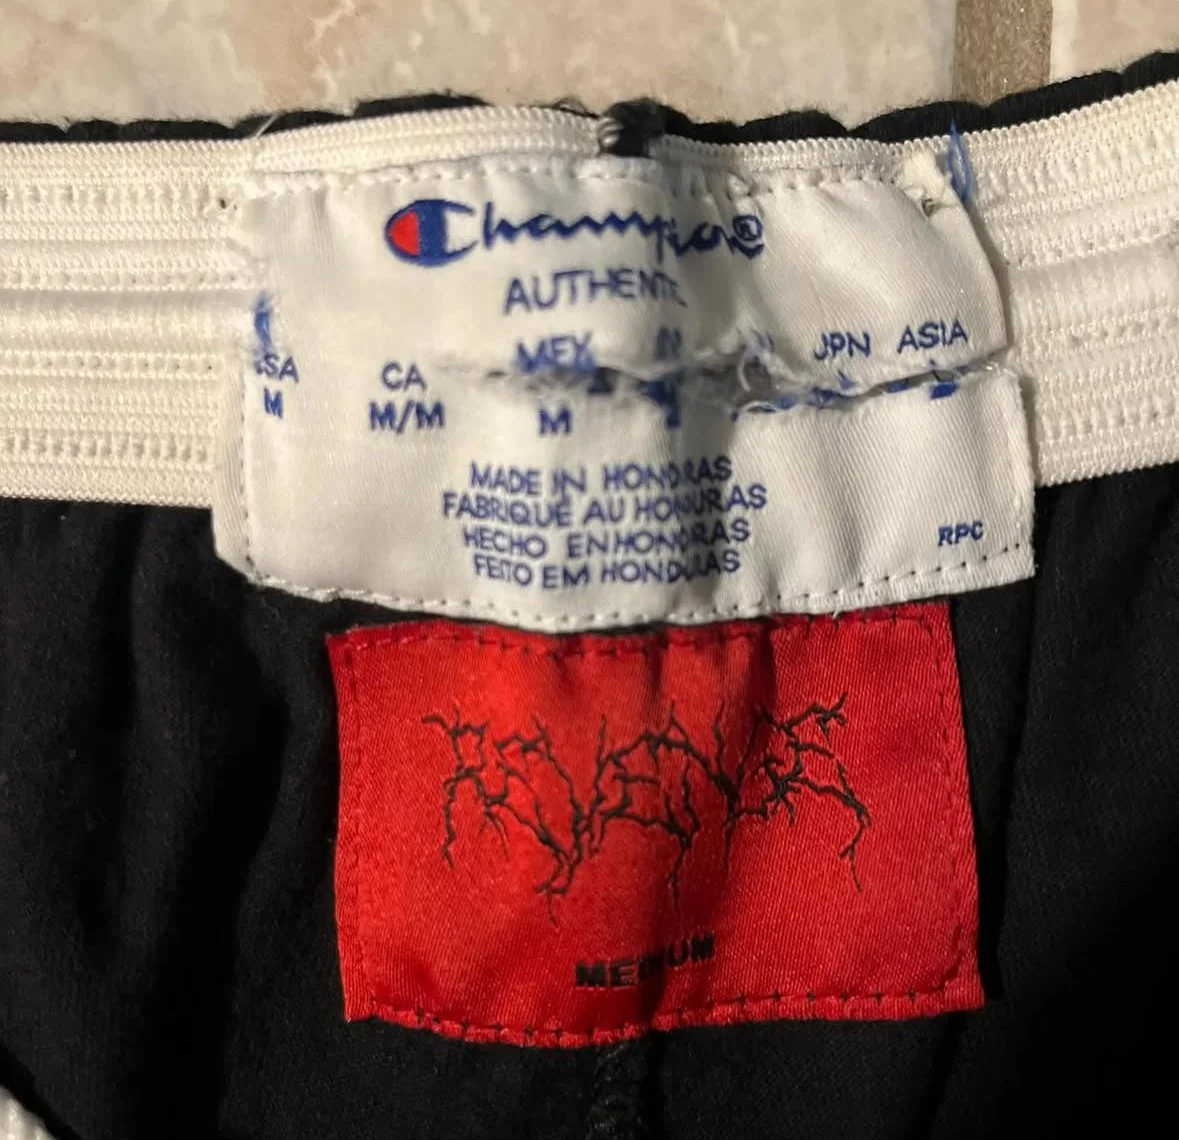 Champion®
AUTHENTIC
MEX JPN ASIA
USA CA
M M/M M
MADE IN HONDURAS
FABRIQUÉ AU HONDURAS
HECHO EN HONDURAS
FEITO EM HONDURAS
RPC
MEDIUM